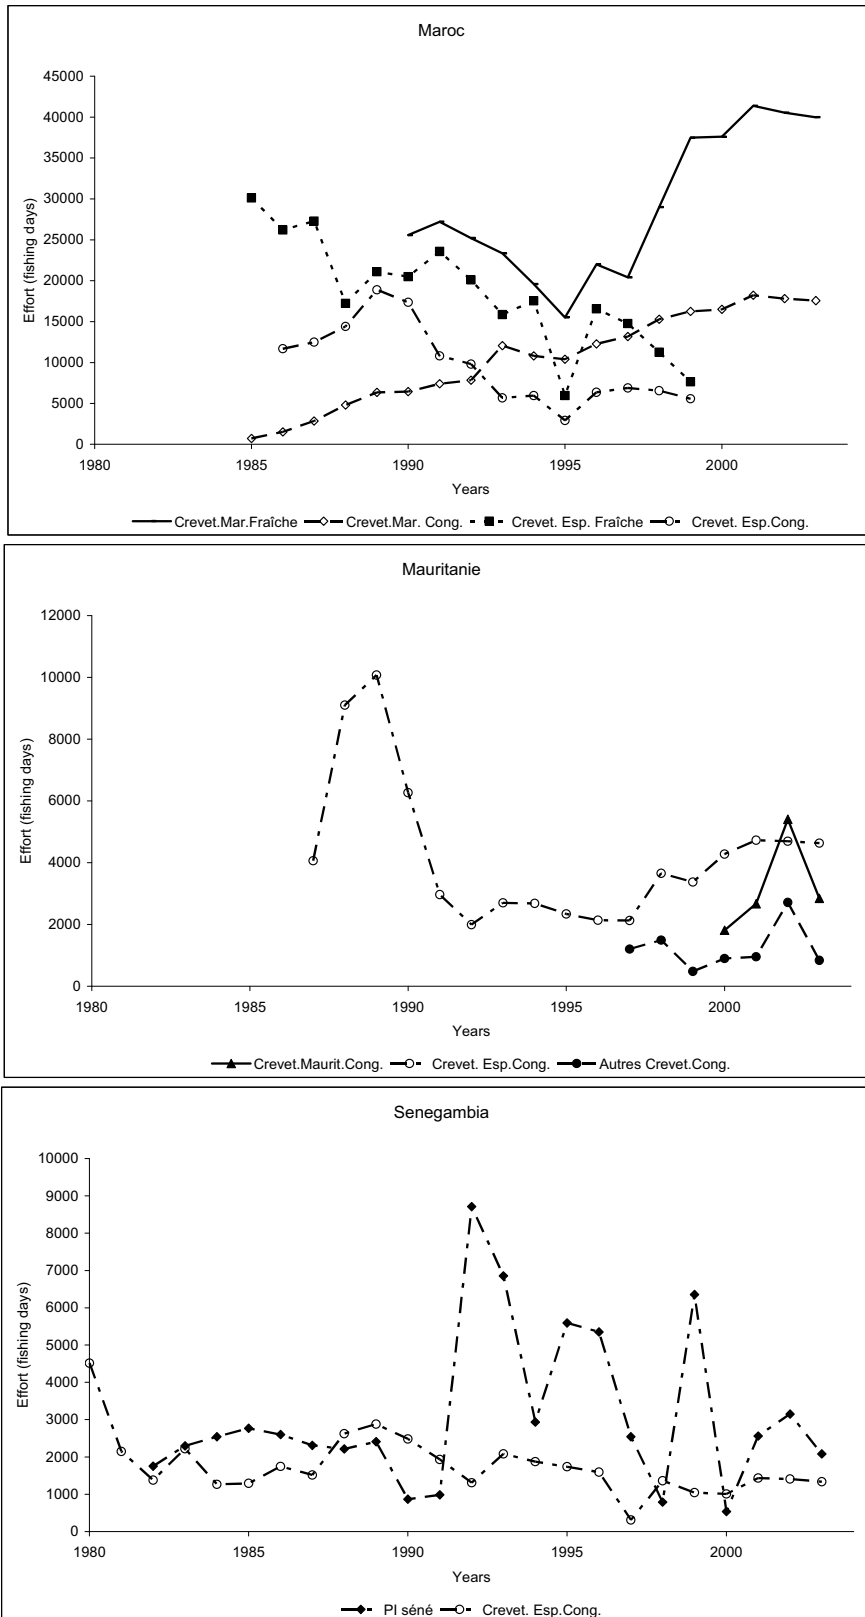 Maroc
45000
40000
35000
30000
25000
20000
15000
10000
5000
0
Effort (fishing days)
1980 1985 1990 1995 2000
Years
Crevet.Mar.Fraîche Crevet.Mar. Cong. Crevet. Esp. Fraîche Crevet. Esp.Cong.
Mauritanie
12000
10000
8000
6000
4000
2000
0
Effort (fishing days)
1980 1985 1990 1995 2000
Years
Crevet.Maurit.Cong. Crevet. Esp.Cong. Autres Crevet.Cong.
Senegambia
10000
9000
8000
7000
6000
5000
4000
3000
2000
1000
0
Effort (fishing days)
1980 1985 1990 1995 2000
Years
PI séné Crevet. Esp.Cong.